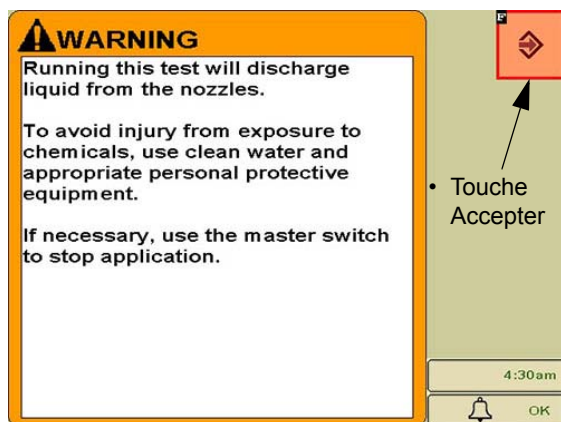 WARNING
Running this test will discharge
liquid from the nozzles.
To avoid injury from exposure to
chemicals, use clean water and
appropriate personal protective
equipment.
If necessary, use the master switch
to stop application.
• Touche
Accepter
4:30am
OK